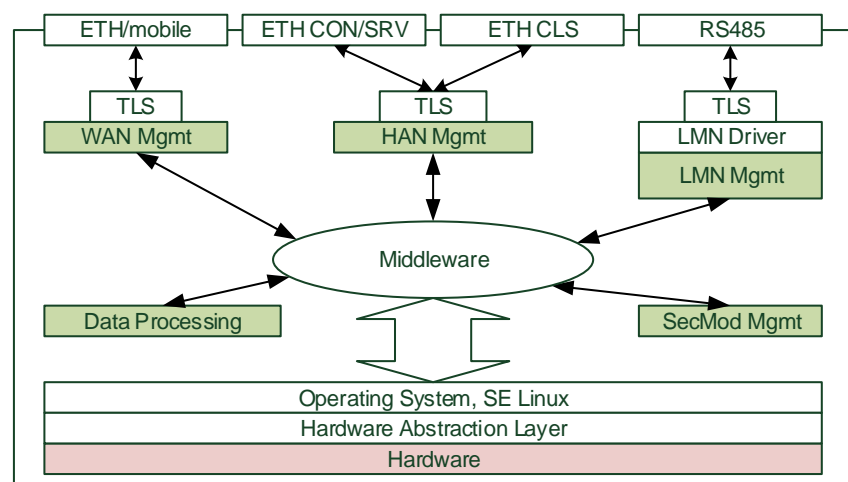 ETH/mobile
ETH CON/SRV
ETH CLS
RS485
TLS
TLS
TLS
WAN Mgmt
HAN Mgmt
LMN Driver
LMN Mgmt
Middleware
Data Processing
SecMod Mgmt
Operating System, SE Linux
Hardware Abstraction Layer
Hardware